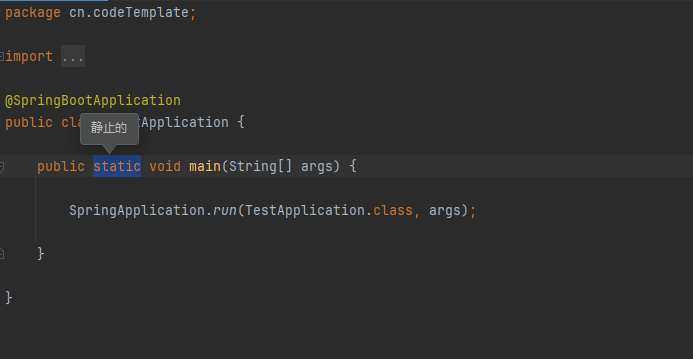 package cn.codeTemplate;
import ...
@SpringBootApplication
public cla Application {
静止的
public static void main(String[] args) {
SpringApplication.run(TestApplication.class, args);
}
}